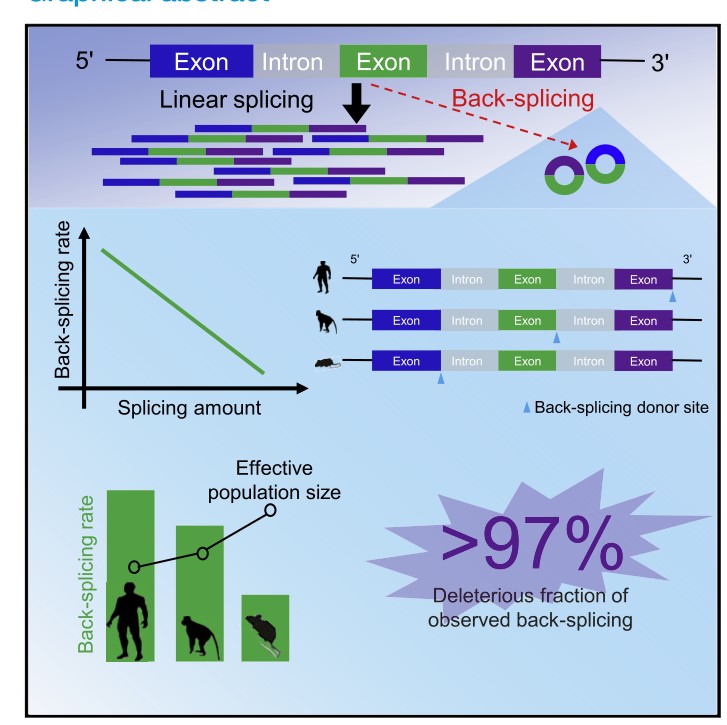 Graphical abstract
5' Exon Intron Exon Intron Exon 3'
Linear splicing
Back-splicing
Back-splicing rate
Splicing amount
5'
3'
Exon Intron Exon Intron Exon
Exon Intron Exon Intron Exon
Exon Intron Exon Intron Exon
Back-splicing donor site
Back-splicing rate
Effective
population size
>97%
Deleterious fraction of
observed back-splicing